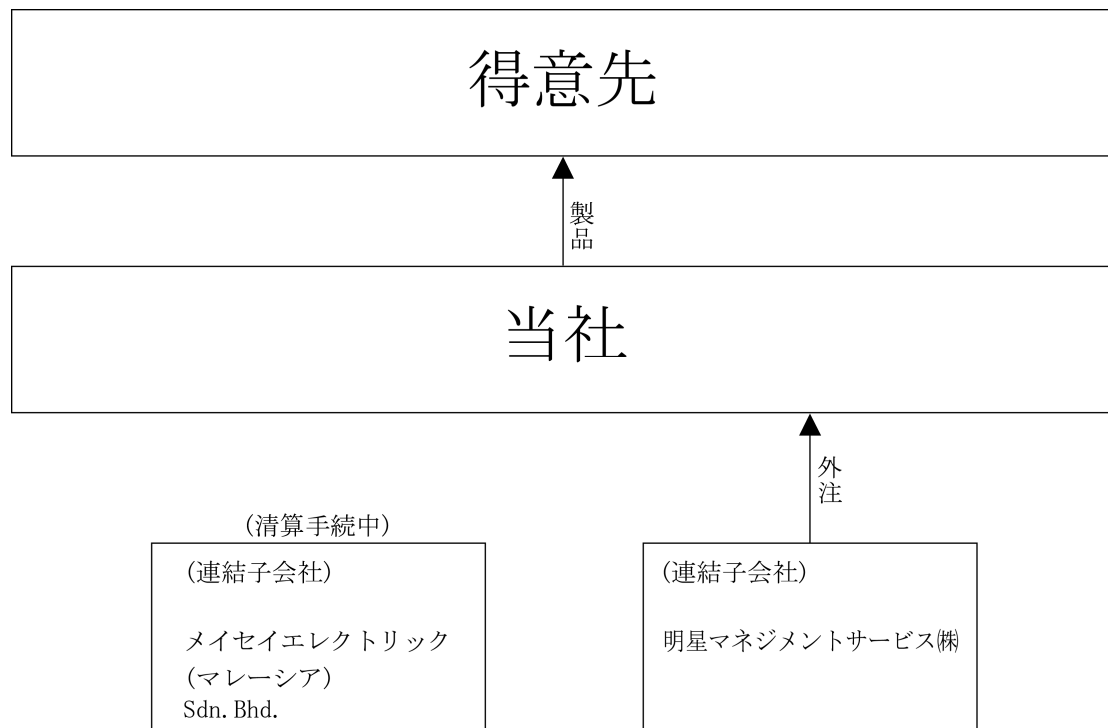 得意先
製品
当社
外注
(清算手続中)
(連結子会社)
メイセイエレクトリック
(マレーシア)
Sdn. Bhd.
(連結子会社)
明星マネジメントサービス㈱